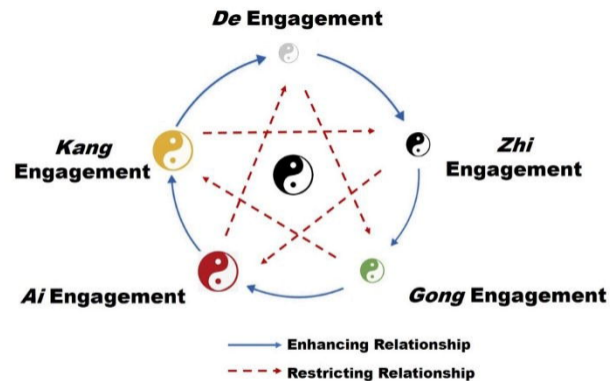 De Engagement
Kang
Engagement
Zhi
Engagement
Ai Engagement
Gong Engagement
Enhancing Relationship
Restricting Relationship